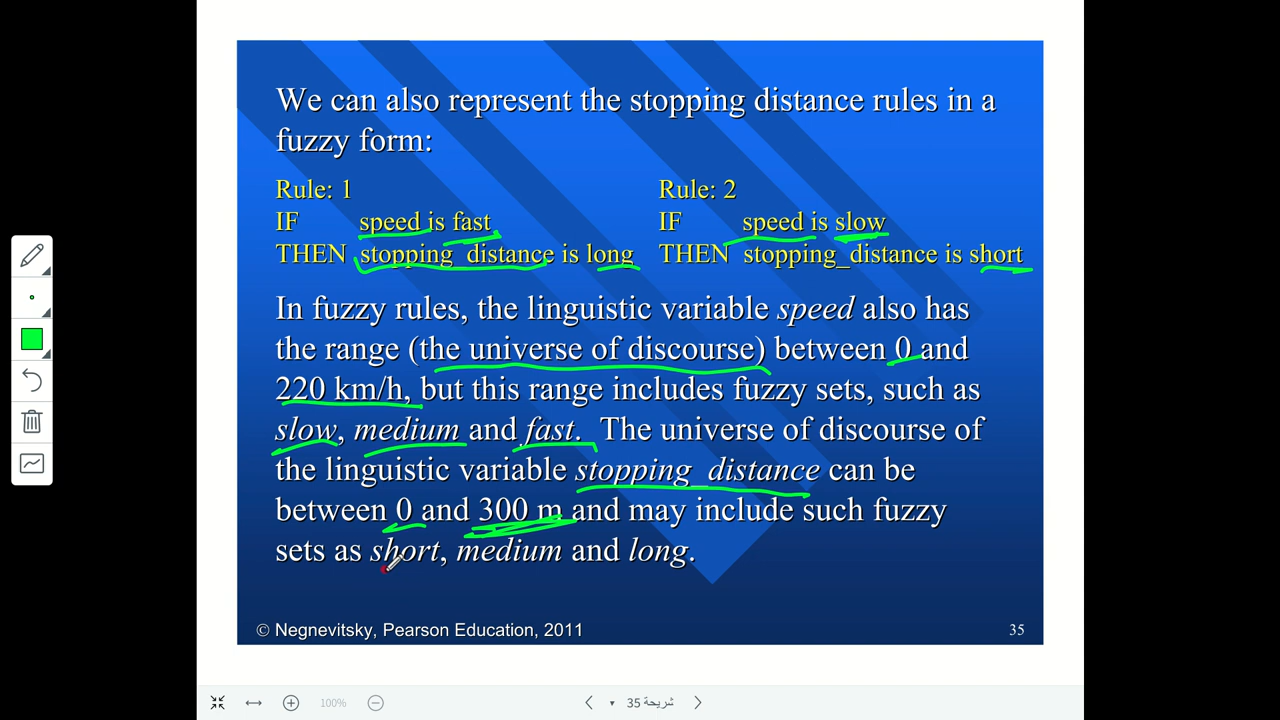 We can also represent the stopping distance rules in a
fuzzy form:
Rule: 1
IF speed is fast
THEN stopping_distance is long
Rule: 2
IF speed is slow
THEN stopping_distance is short
In fuzzy rules, the linguistic variable speed also has
the range (the universe of discourse) between 0 and
220 km/h, but this range includes fuzzy sets, such as
slow, medium and fast. The universe of discourse of
the linguistic variable stopping_distance can be
between 0 and 300 m and may include such fuzzy
sets as short, medium and long.
© Negnevitsky, Pearson Education, 2011
35
100%
شريحة 35